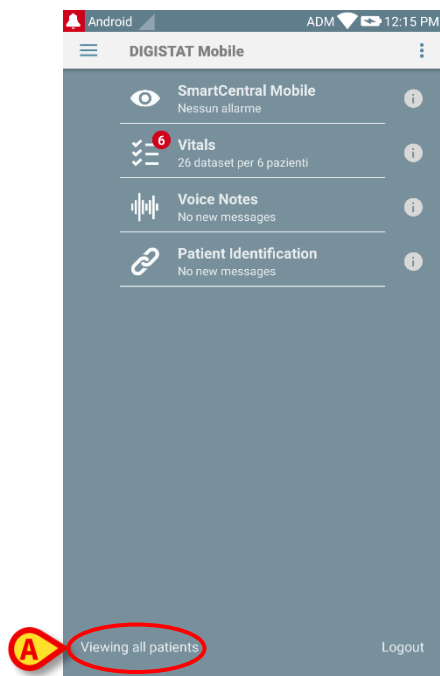 Android ADM 12:15 PM
DIGISTAT Mobile
SmartCentral Mobile
Nessun allarme
6
Vitals
26 dataset per 6 pazienti
Voice Notes
No new messages
Patient Identification
No new messages
A
Viewing all patients
Logout